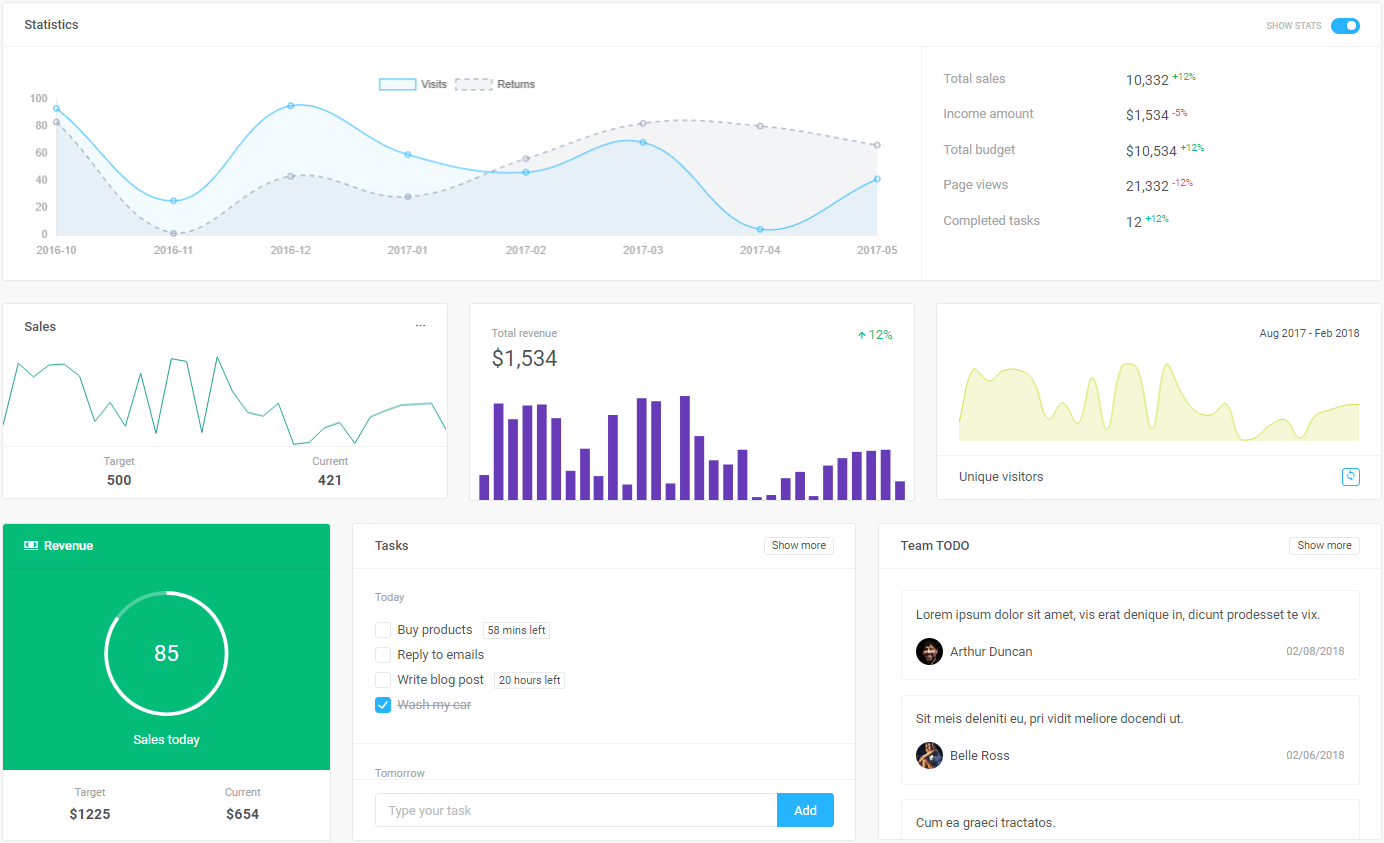 Statistics
SHOW STATS
Visits
Returns
100
80
60
40
20
0
2016-10
2016-11
2016-12
2017-01
2017-02
2017-03
2017-04
2017-05
Total sales
10,332 +12%
Income amount
$1,534 -5%
Total budget
$10,534 +12%
Page views
21,332 -12%
Completed tasks
12 +12%
Sales
...
Target
500
Current
421
Total revenue
12%
$1,534
Aug 2017 - Feb 2018
Unique visitors
Revenue
85
Sales today
Target
$1225
Current
$654
Tasks
Show more
Today
Buy products 58 mins left
Reply to emails
Write blog post 20 hours left
Wash my car
Tomorrow
Type your task
Add
Team TODO
Show more
Lorem ipsum dolor sit amet, vis erat denique in, dicunt prodesset te vix.
Arthur Duncan
02/08/2018
Sit meis deleniti eu, pri vidit meliore docendi ut.
Belle Ross
02/06/2018
Cum ea graeci tractatos.